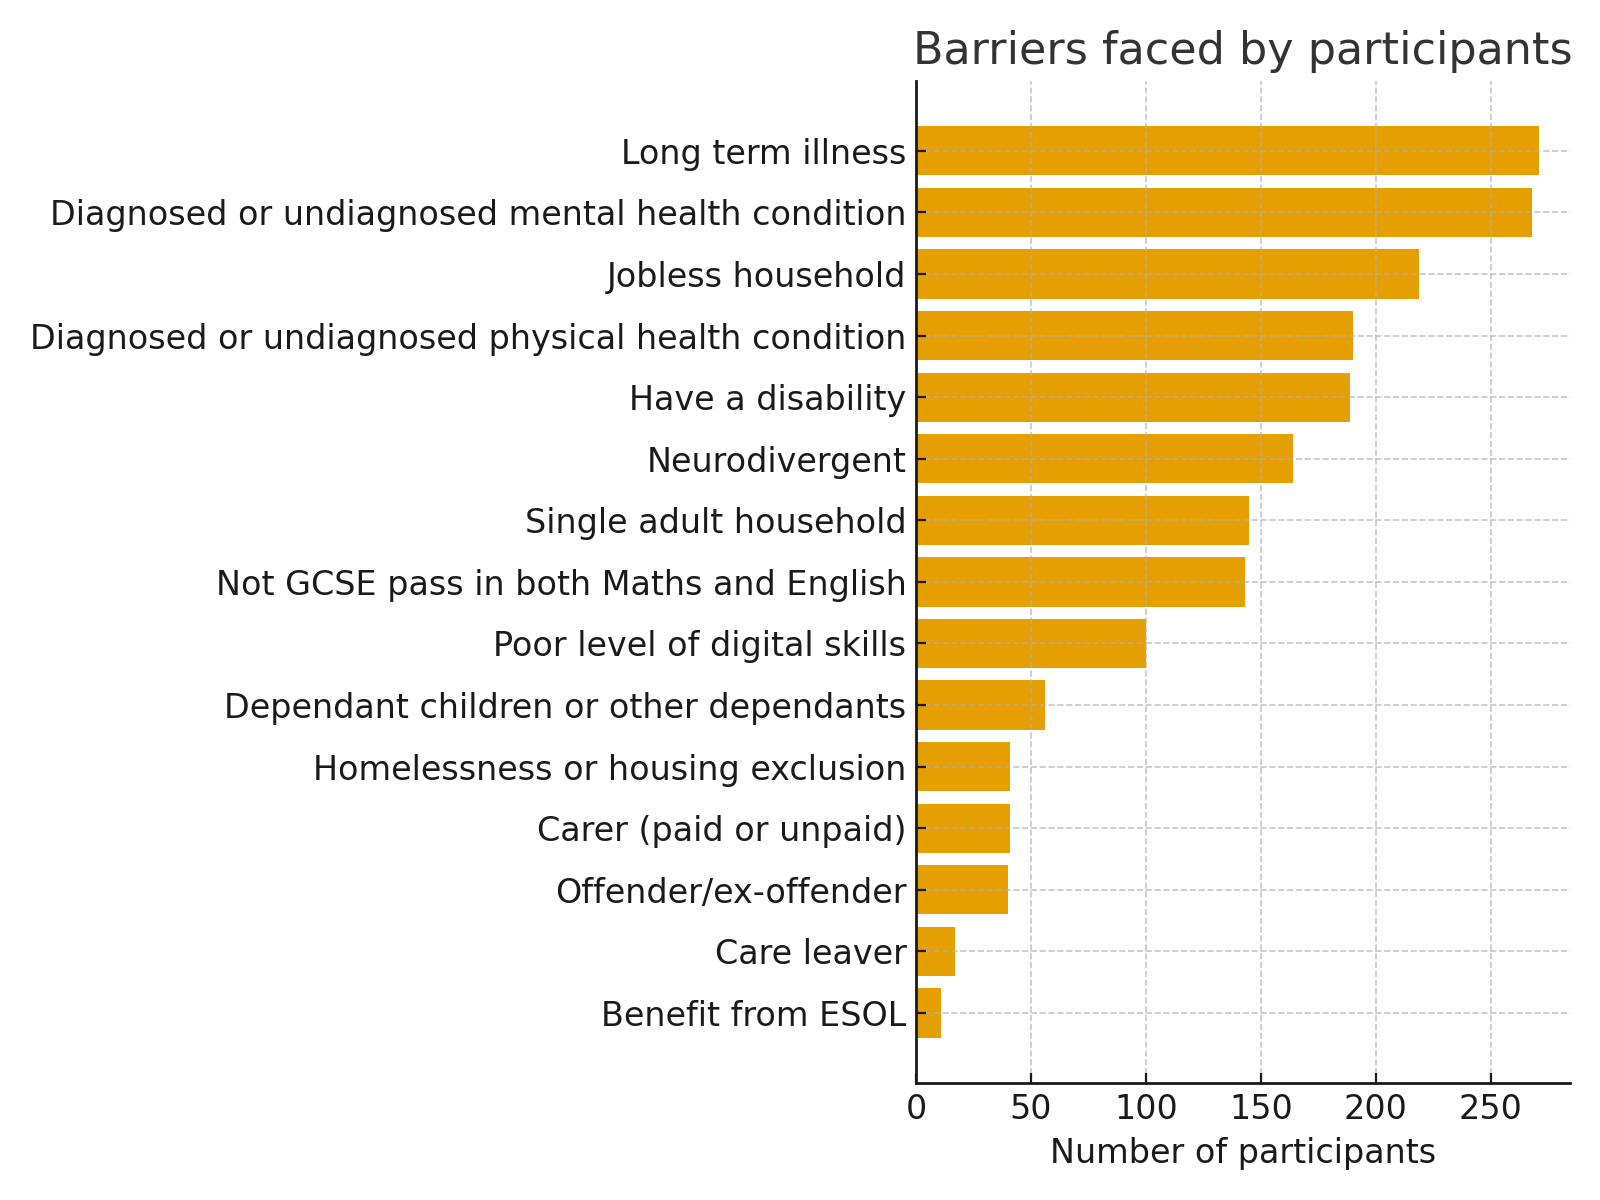 Barriers faced by participants
Long term illness
Diagnosed or undiagnosed mental health condition
Jobless household
Diagnosed or undiagnosed physical health condition
Have a disability
Neurodivergent
Single adult household
Not GCSE pass in both Maths and English
Poor level of digital skills
Dependant children or other dependants
Homelessness or housing exclusion
Carer (paid or unpaid)
Offender/ex-offender
Care leaver
Benefit from ESOL
0 50 100 150 200 250
Number of participants